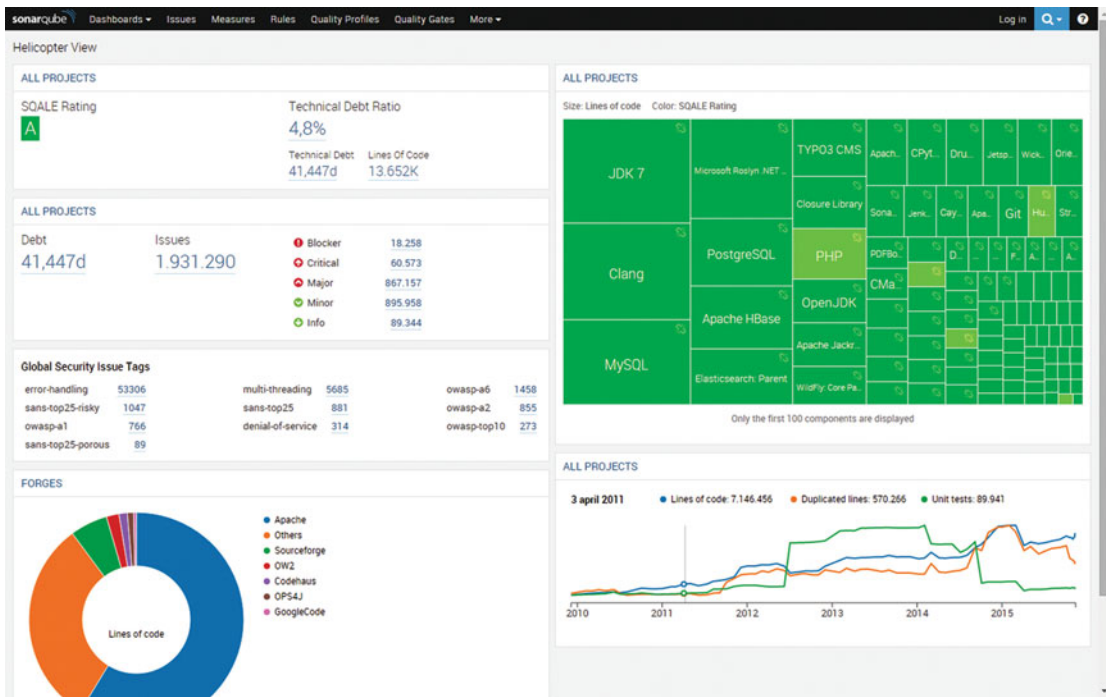 sonarqube Dashboards Issues Measures Rules Quality Profiles Quality Gates More Log in
Helicopter View
ALL PROJECTS
SQALE Rating
A
Technical Debt Ratio
4,8%
Technical Debt Lines Of Code
41,447d 13.652K
ALL PROJECTS
Debt Issues
41,447d 1.931.290
Blocker 18.258
Critical 60.573
Major 867.157
Minor 895.958
Info 89.344
Global Security Issue Tags
error-handling 53306 multi-threading 5685 owasp-a6 1458
sans-top25-risky 1047 sans-top25 881 owasp-a2 855
owasp-a1 766 denial-of-service 314 owasp-top10 273
sans-top25-porous 89
FORGES
Apache
Others
Sourceforge
OW2
Codehaus
OPS4J
GoogleCode
Lines of code
ALL PROJECTS
Size: Lines of code Color: SQALE Rating
JDK 7
Clang
MySQL
Microsoft Roslyn .NET ...
PostgreSQL
Apache HBase
Elasticsearch: Parent
TYPO3 CMS
Closure Library
PHP
OpenJDK
Apache Jackr...
WildFly: Core Pa...
Apach... CPyt... Dru... Jetsp... Wick... One...
Sona... Jenk... Cay... Apa... Git Hu... Str...
PDFBo... D... ... ... F... A... ... A...
CMa...
Only the first 100 components are displayed
ALL PROJECTS
3 april 2011 Lines of code: 7.146.456 Duplicated lines: 570.266 Unit tests: 89.941
2010 2011 2012 2013 2014 2015